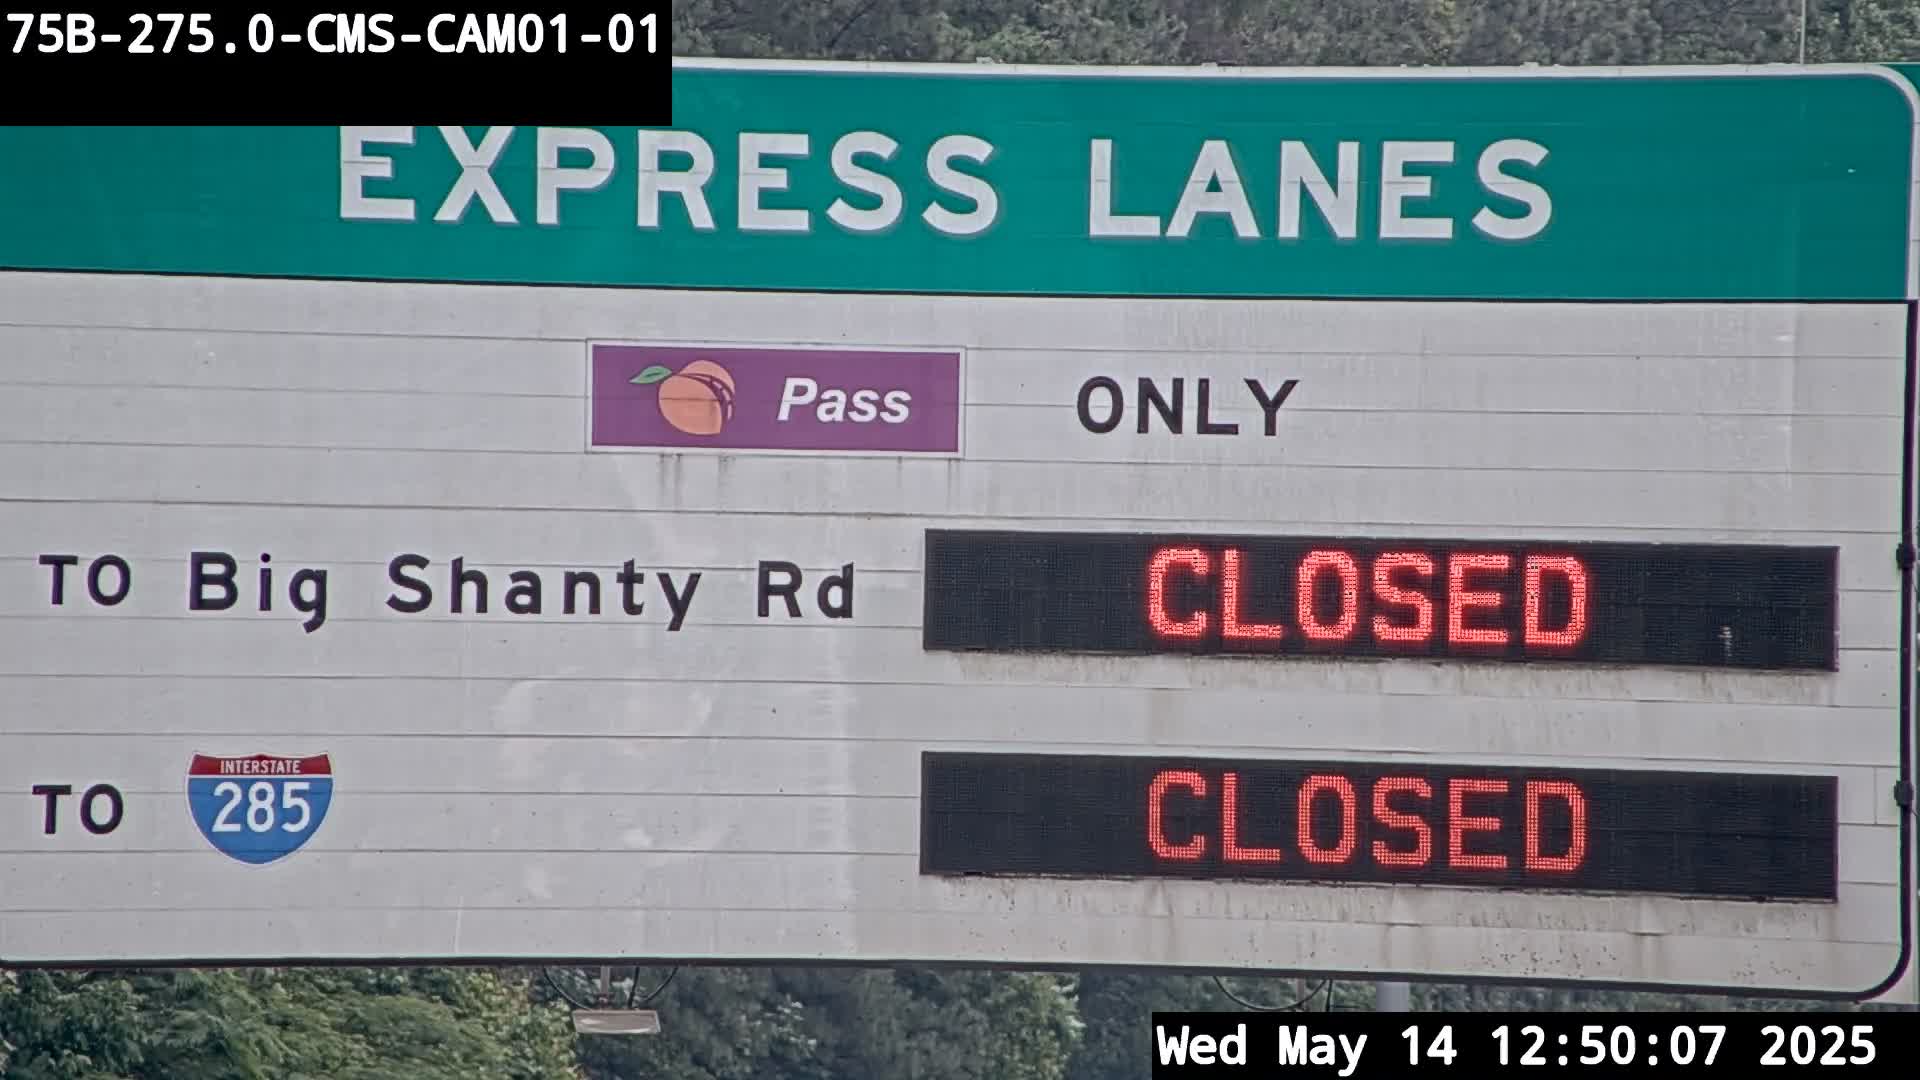 75B-275.0-CMS-CAM01-01
EXPRESS LANES
Pass ONLY
TO Big Shanty Rd CLOSED
TO INTERSTATE 285 CLOSED
Wed May 14 12:50:07 2025